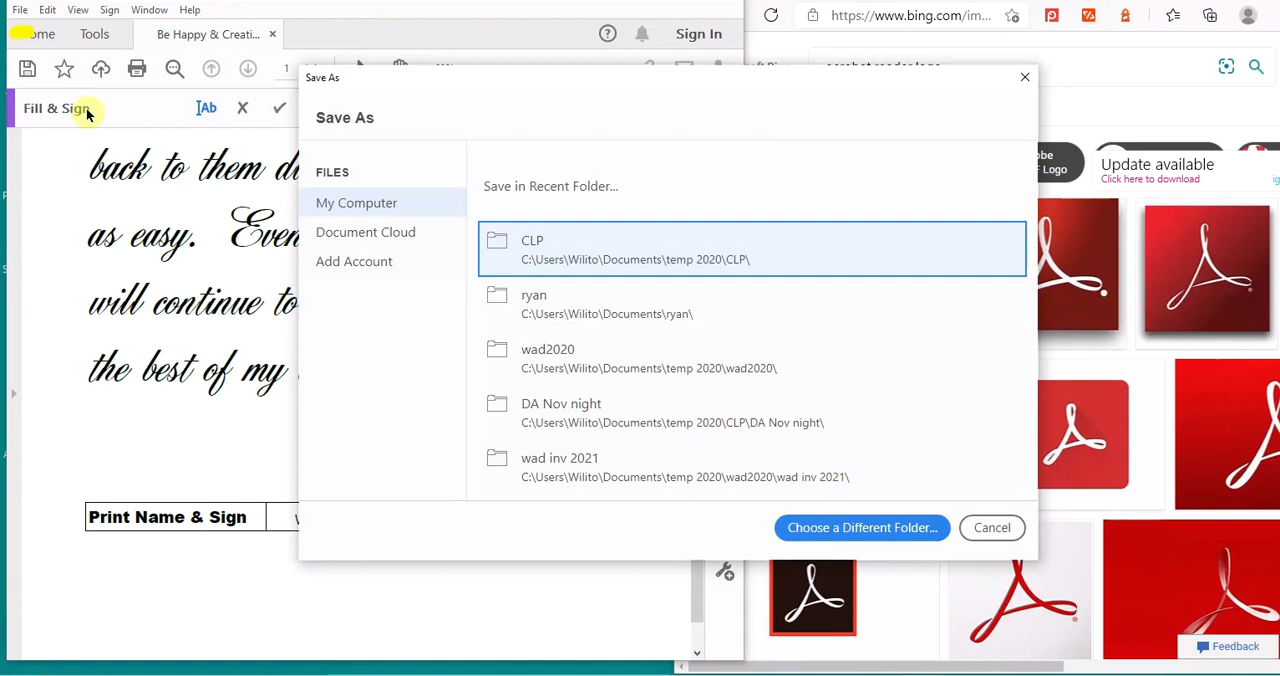 File Edit View Sign Window Help
ome Tools Be Happy & Creati... × Sign In
1
Fill & Sign Ab
back to them
as easy. Even
will continue to
the best of my
Print Name & Sign
Save As
Save As
FILES
My Computer
Document Cloud
Add Account
Save in Recent Folder...
CLP
C:\Users\Wilito\Documents\temp 2020\CLP\
ryan
C:\Users\Wilito\Documents\ryan\
wad2020
C:\Users\Wilito\Documents\temp 2020\wad2020\
DA Nov night
C:\Users\Wilito\Documents\temp 2020\CLP\DA Nov night\
wad inv 2021
C:\Users\Wilito\Documents\temp 2020\wad2020\wad inv 2021\
Choose a Different Folder... Cancel
https://www.bing.com/im...
obe
F Logo
Update available
Click here to download
Feedback